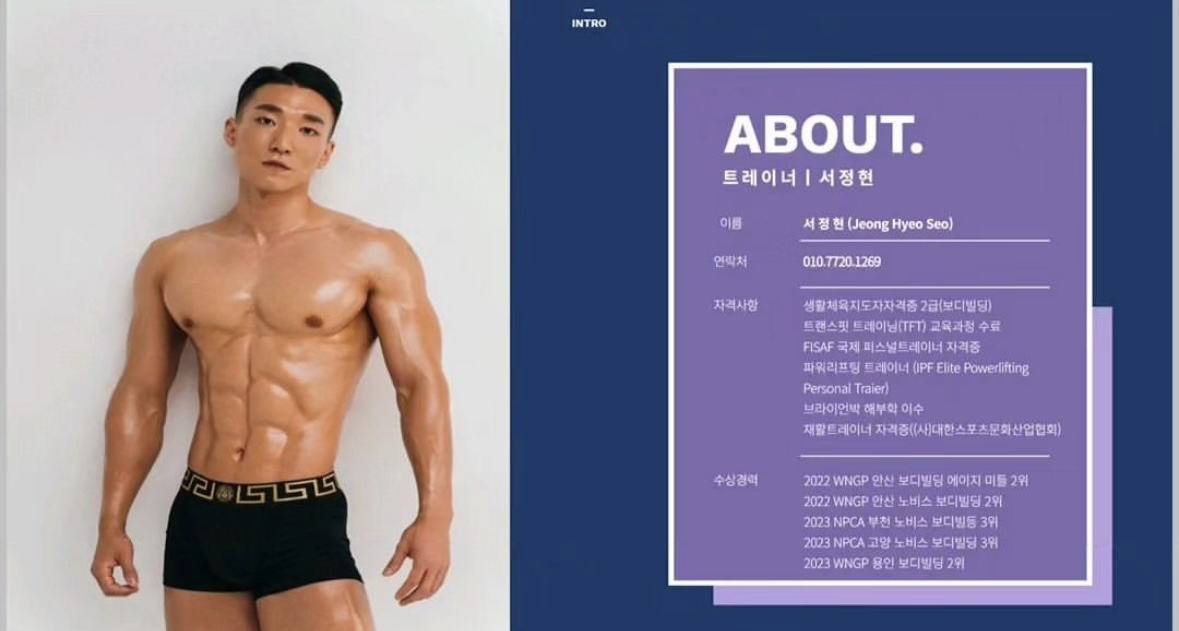 INTRO
ABOUT.
트레이너ㅣ서정현
이름 서 정 현 (Jeong Hyeo Seo)
연락처 010.7720.1269
자격사항 생활체육지도자자격증 2급(보디빌딩)
트랜스핏 트레이닝(TFT) 교육과정 수료
FISAF 국제 퍼스널트레이너 자격증
파워리프팅 트레이너 (IPF Elite Powerlifting
Personal Traier)
브라이언박 해부학 이수
재활트레이너 자격증((사)대한스포츠문화산업협회)
수상경력 2022 WNGP 안산 보디빌딩 에이지 미들 2위
2022 WNGP 안산 노비스 보디빌딩 2위
2023 NPCA 부천 노비스 보디빌등 3위
2023 NPCA 고양 노비스 보디빌딩 3위
2023 WNGP 용인 보디빌딩 2위